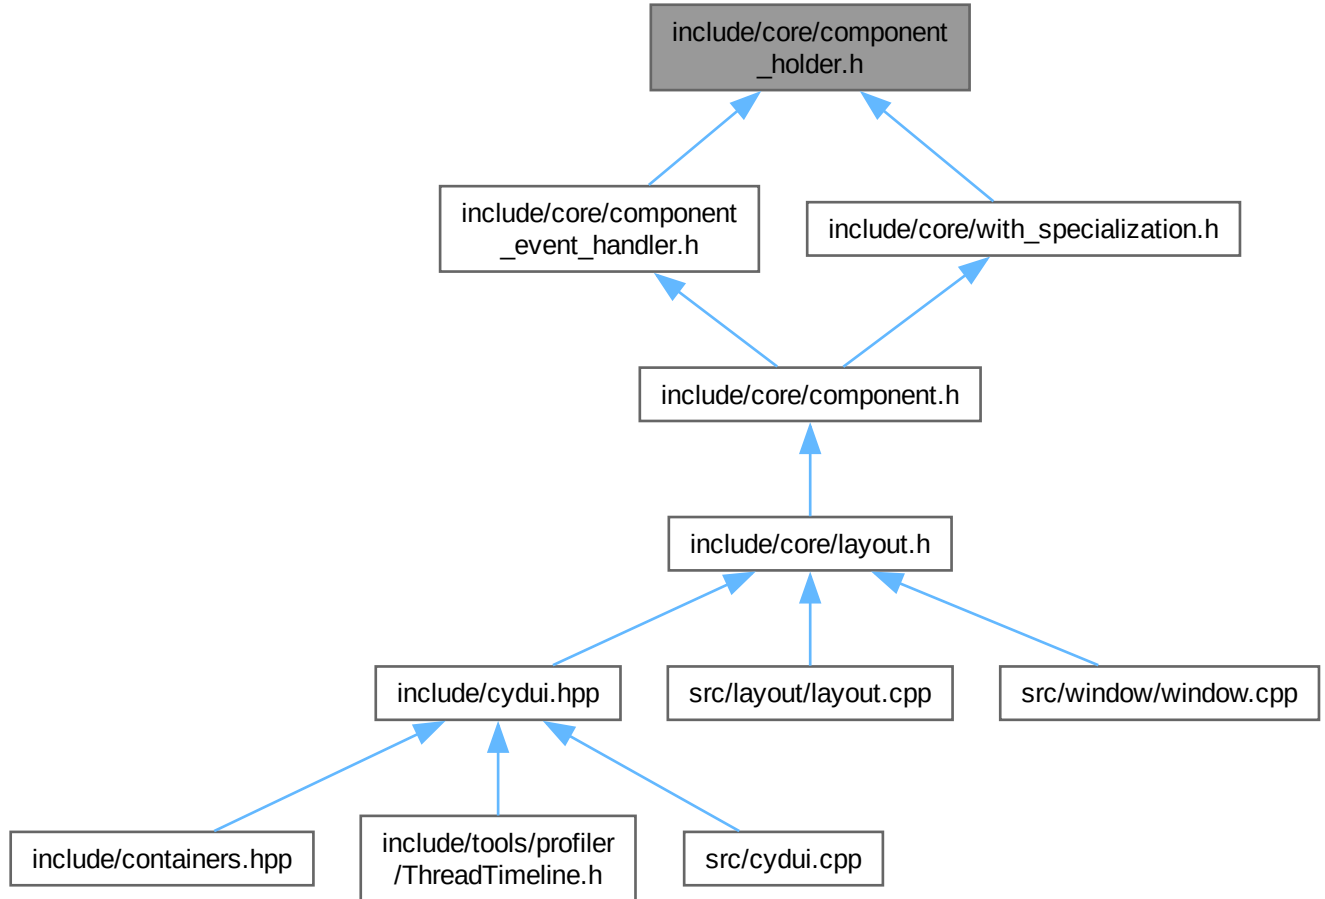 include/core/component
_holder.h
include/core/component
_event_handler.h
include/core/with_specialization.h
include/core/component.h
include/core/layout.h
include/cydui.hpp
src/layout/layout.cpp
src/window/window.cpp
include/containers.hpp
include/tools/profiler
/ThreadTimeline.h
src/cydui.cpp